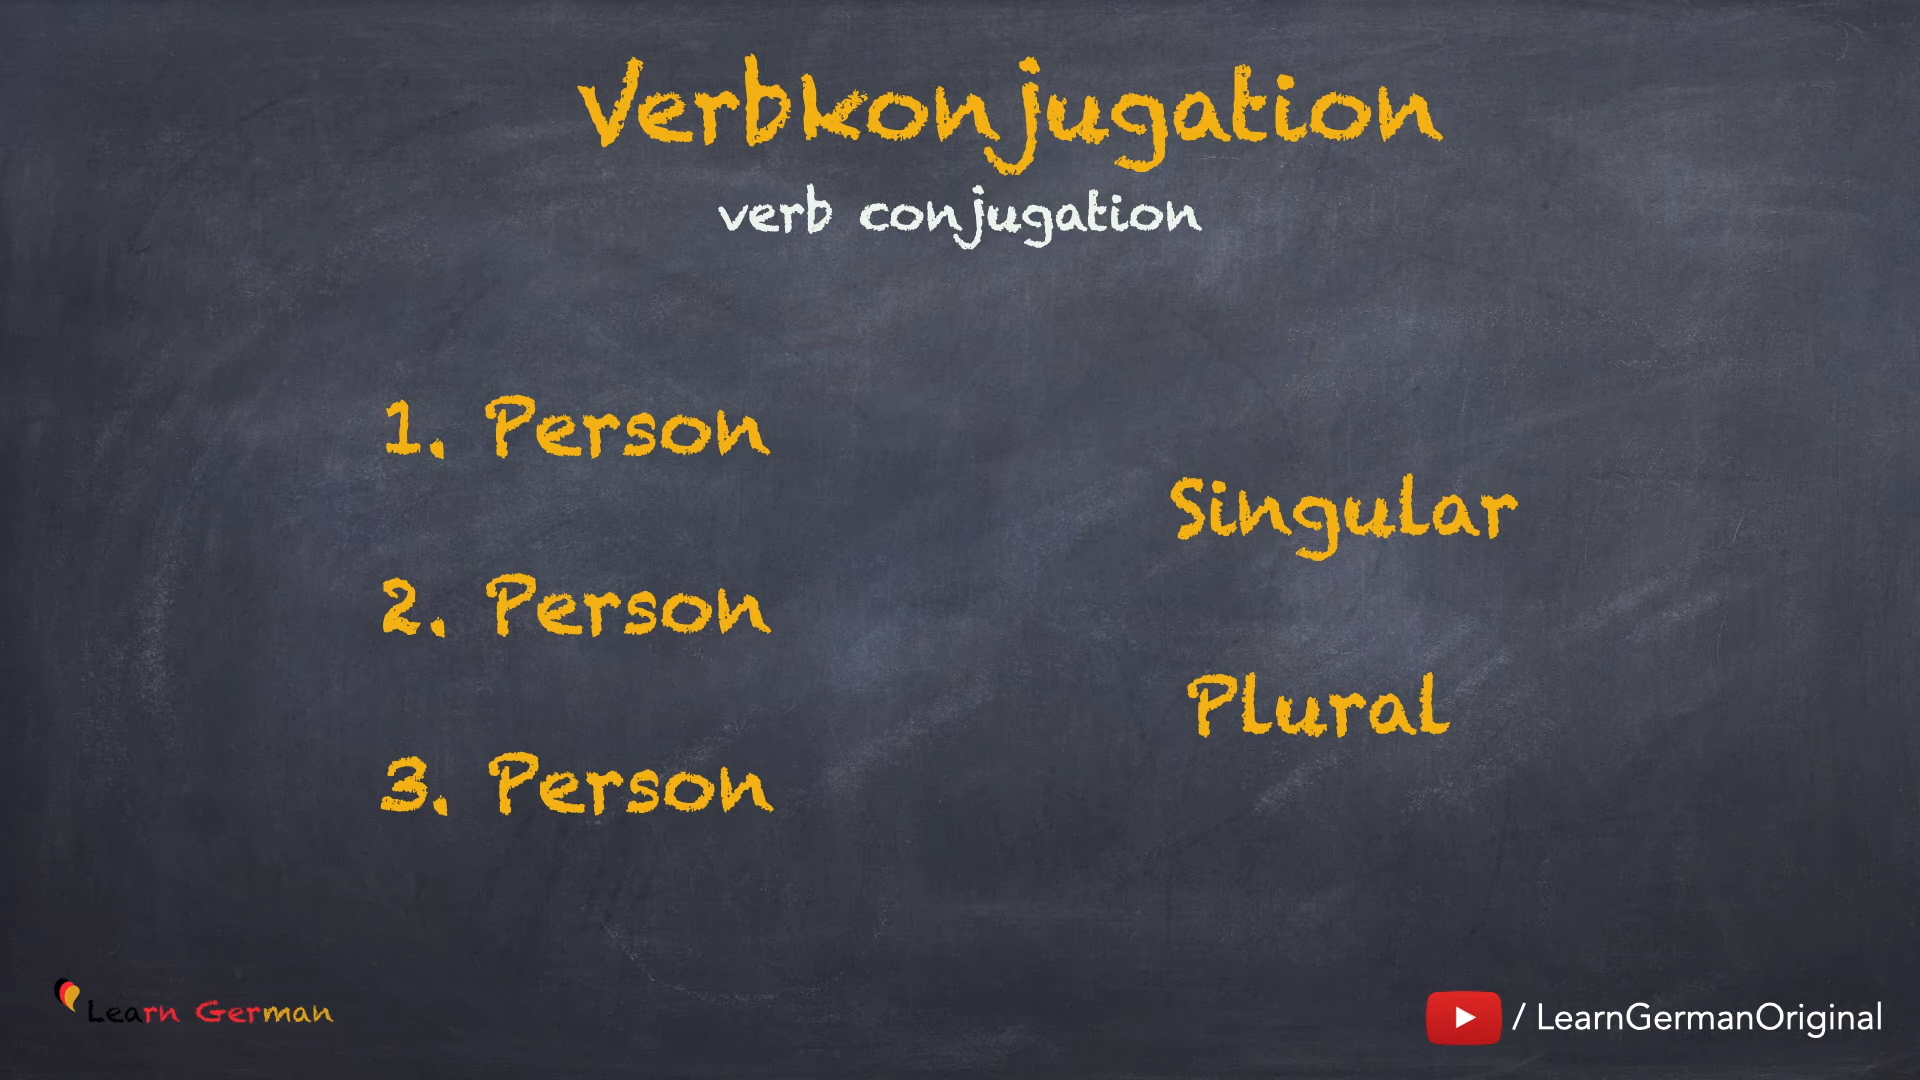 Verbkonjugation
verb conjugation
1. Person
2. Person
3. Person
Singular
Plural
Learn German
/ LearnGermanOriginal